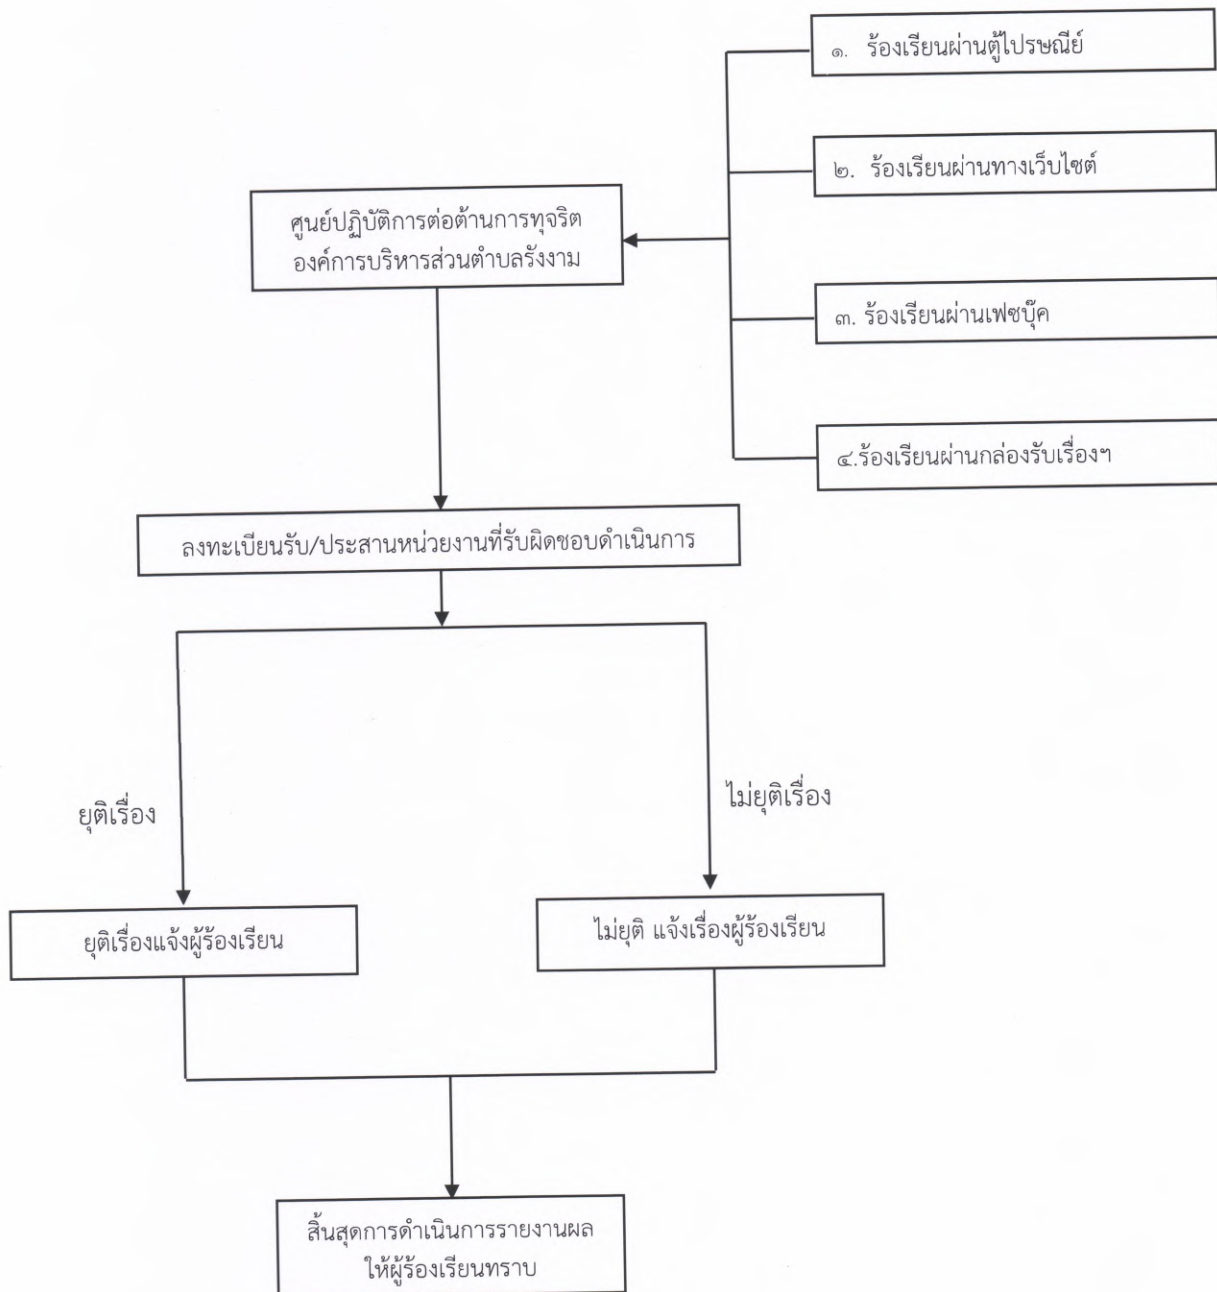 ๑. ร้องเรียนผ่านตู้ไปรษณีย์
๒. ร้องเรียนผ่านทางเว็บไซต์
ศูนย์ปฏิบัติการต่อต้านการทุจริต
องค์การบริหารส่วนตำบลรังงาม
๓. ร้องเรียนผ่านเฟซบุ๊ค
๔.ร้องเรียนผ่านกล่องรับเรื่องฯ
ลงทะเบียนรับ/ประสานหน่วยงานที่รับผิดชอบดำเนินการ
ยุติเรื่อง
ไม่ยุติเรื่อง
ยุติเรื่องแจ้งผู้ร้องเรียน
ไม่ยุติ แจ้งเรื่องผู้ร้องเรียน
สิ้นสุดการดำเนินการรายงานผล
ให้ผู้ร้องเรียนทราบ